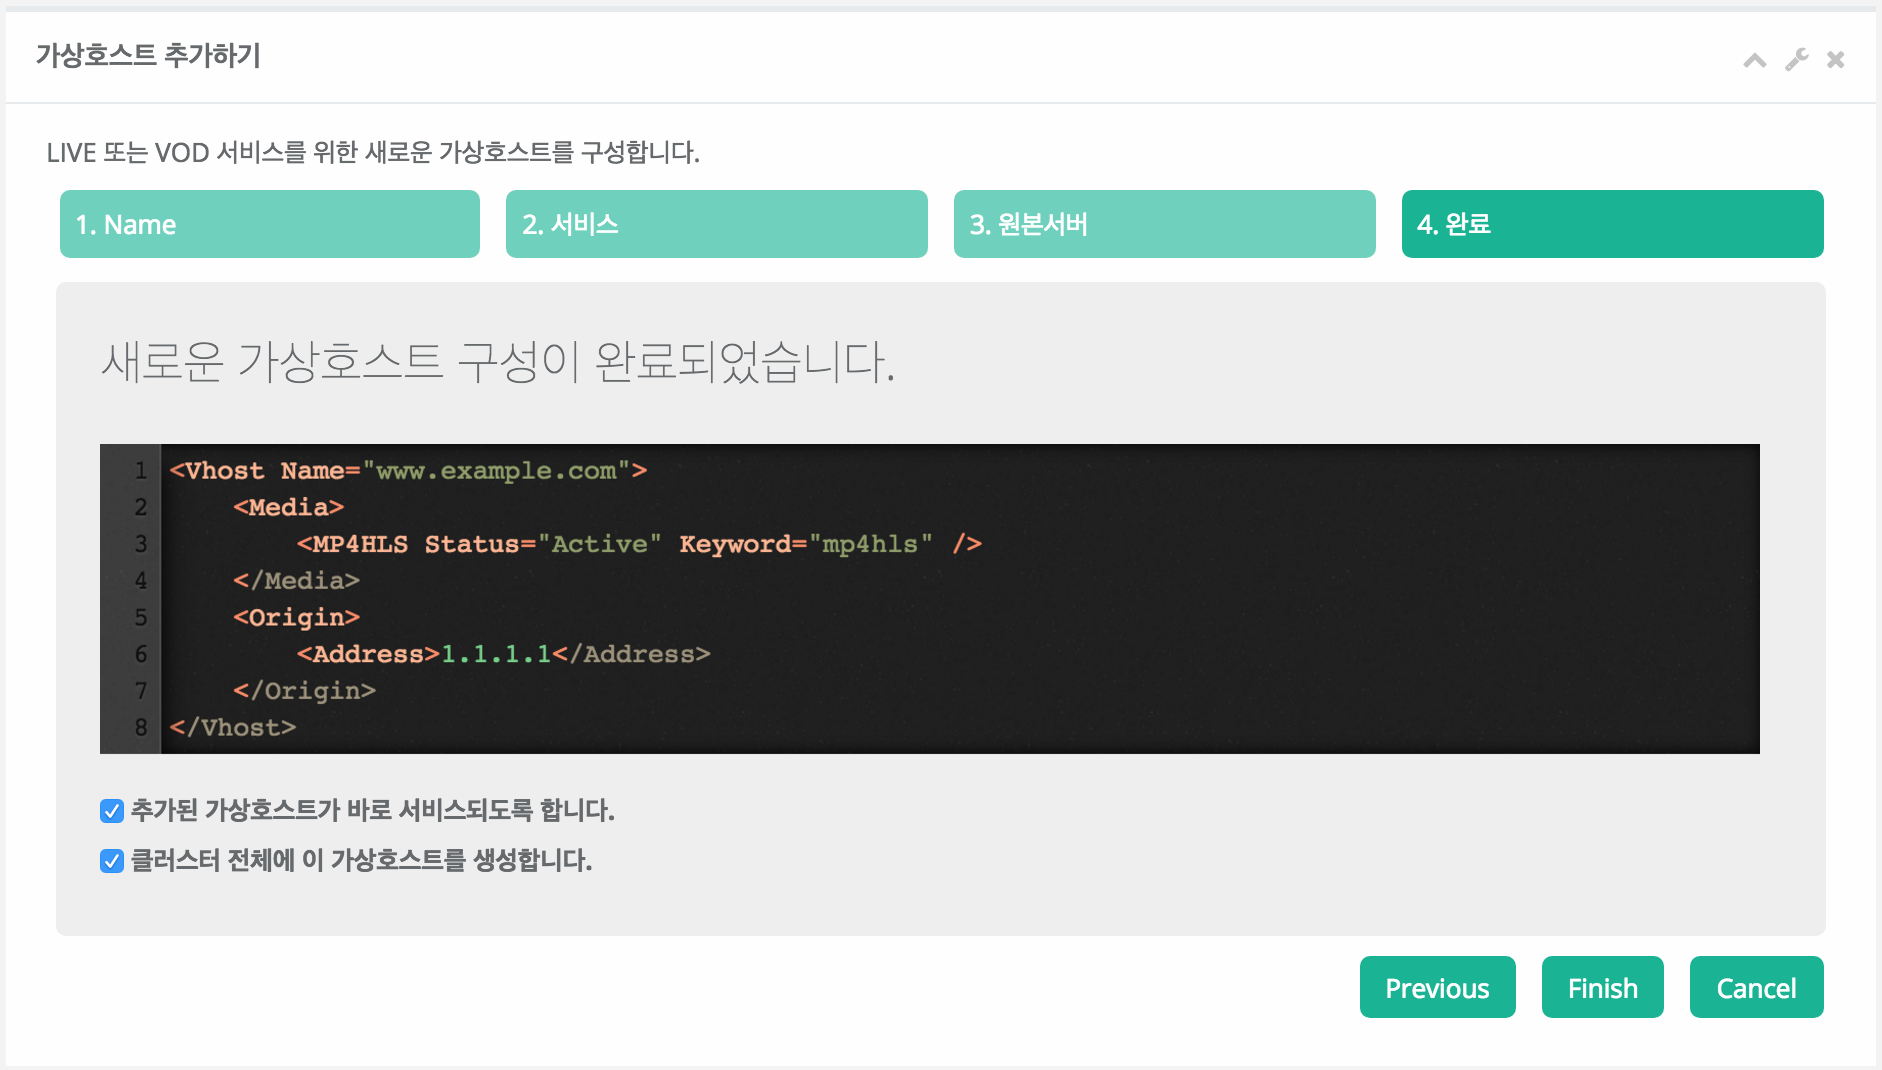 가상호스트 추가하기
LIVE 또는 VOD 서비스를 위한 새로운 가상호스트를 구성합니다.
1. Name
2. 서비스
3. 원본서버
4. 완료
새로운 가상호스트 구성이 완료되었습니다.
1 <Vhost Name="www.example.com">
2     <Media>
3         <MP4HLS Status="Active" Keyword="mp4hls" />
4     </Media>
5     <Origin>
6         <Address>1.1.1.1</Address>
7     </Origin>
8 </Vhost>
추가된 가상호스트가 바로 서비스되도록 합니다.
클러스터 전체에 이 가상호스트를 생성합니다.
Previous
Finish
Cancel